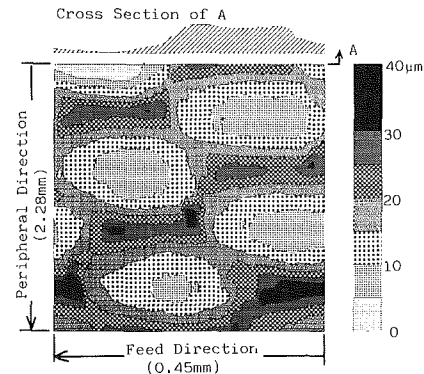 Cross Section of A
A
40μm
30
20
10
0
Peripheral Direction
(2.28mm)
Feed Direction
(0.45mm)